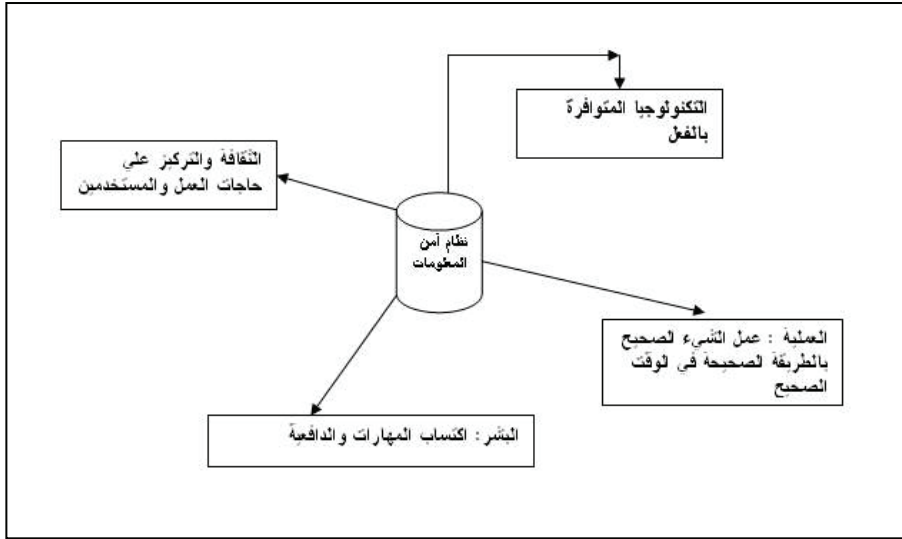 التكنولوجيا المتوافرة
بالفعل
الثقافة والتركيز علي
حاجات العمل والمستخدمين
نظام أمن
المعلومات
العملية : عمل الشيء الصحيح
بالطريقة الصحيحة في الوقت
الصحيح
البشر : اكتساب المهارات والدافعية